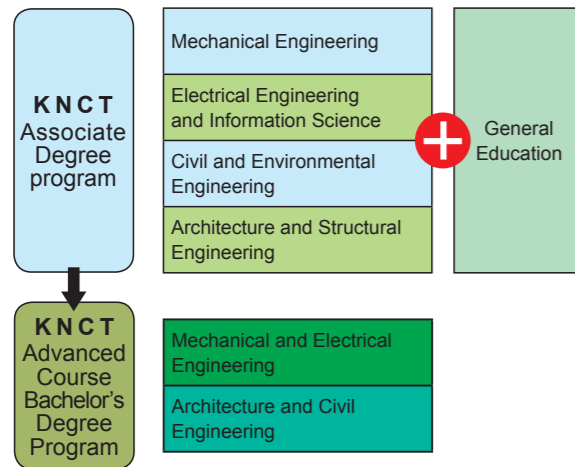 KNCT
Associate
Degree
program
Mechanical Engineering
Electrical Engineering
and Information Science
Civil and Environmental
Engineering
Architecture and Structural
Engineering
General
Education
KNCT
Advanced
Course
Bachelor's
Degree
Program
Mechanical and Electrical
Engineering
Architecture and Civil
Engineering